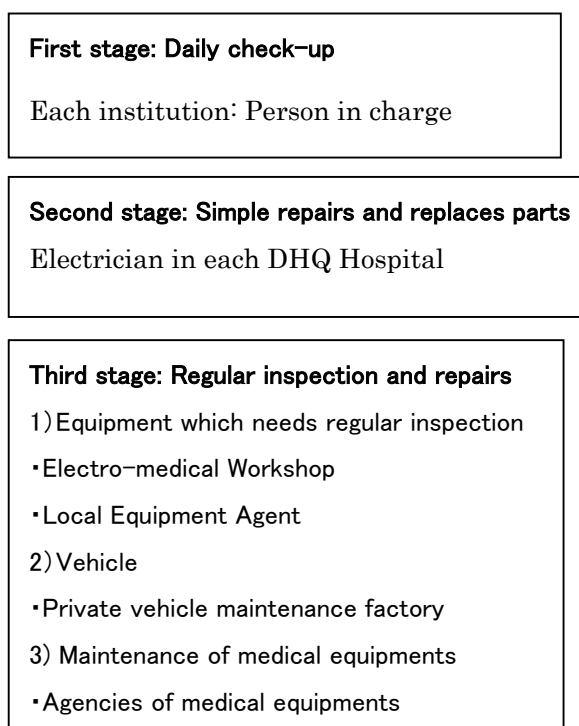 First stage: Daily check-up
Each institution: Person in charge
Second stage: Simple repairs and replaces parts
Electrician in each DHQ Hospital
Third stage: Regular inspection and repairs
1)Equipment which needs regular inspection
・Electro-medical Workshop
・Local Equipment Agent
2)Vehicle
・Private vehicle maintenance factory
3) Maintenance of medical equipments
・Agencies of medical equipments